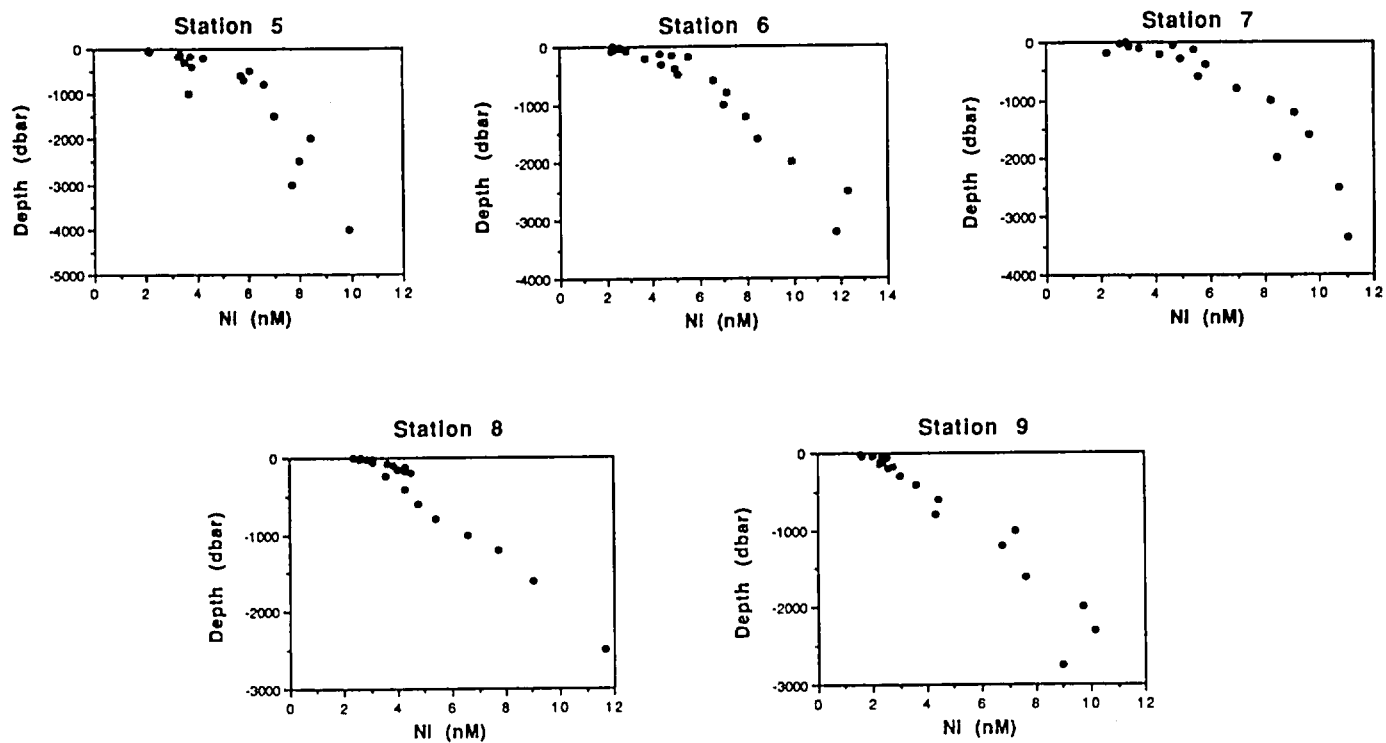 Station 5
0
-1000
-2000
-3000
-4000
-5000
Depth (dbar)
0 2 4 6 8 10 12
NI (nM)
Station 6
0
-1000
-2000
-3000
-4000
Depth (dbar)
0 2 4 6 8 10 12 14
NI (nM)
Station 7
0
-1000
-2000
-3000
-4000
Depth (dbar)
0 2 4 6 8 10 12
NI (nM)
Station 8
0
-1000
-2000
-3000
Depth (dbar)
0 2 4 6 8 10 12
NI (nM)
Station 9
0
-1000
-2000
-3000
Depth (dbar)
0 2 4 6 8 10 12
NI (nM)